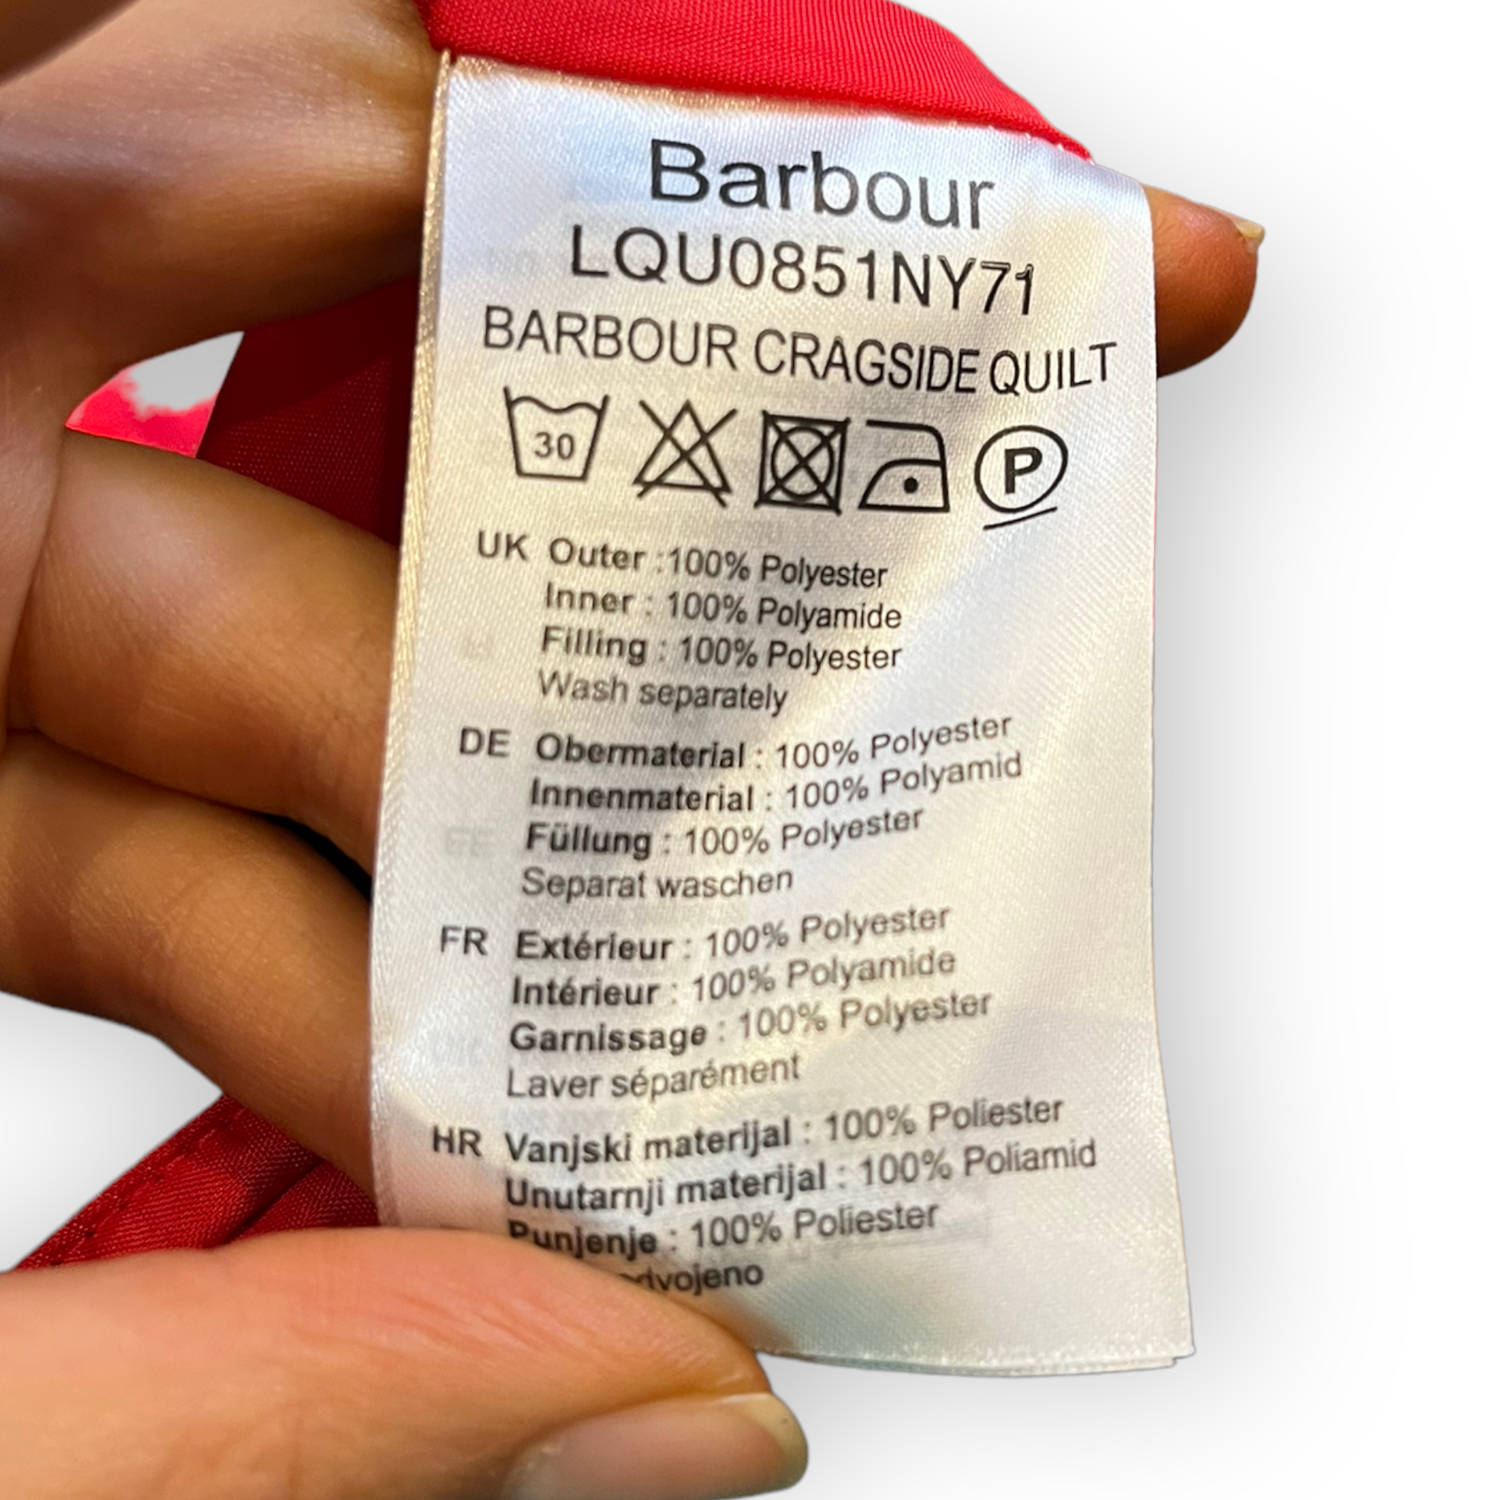 Barbour
LQU0851NY71
BARBOUR CRAGSIDE QUILT
30
P
UK Outer :100% Polyester
Inner : 100% Polyamide
Filling : 100% Polyester
Wash separately
DE Obermaterial : 100% Polyester
Innenmaterial : 100% Polyamid
Füllung : 100% Polyester
Separat waschen
FR Extérieur : 100% Polyester
Intérieur : 100% Polyamide
Garnissage : 100% Polyester
Laver séparément
HR Vanjski materijal : 100% Poliester
Unutarnji materijal : 100% Poliamid
Punjenje : 100% Poliester